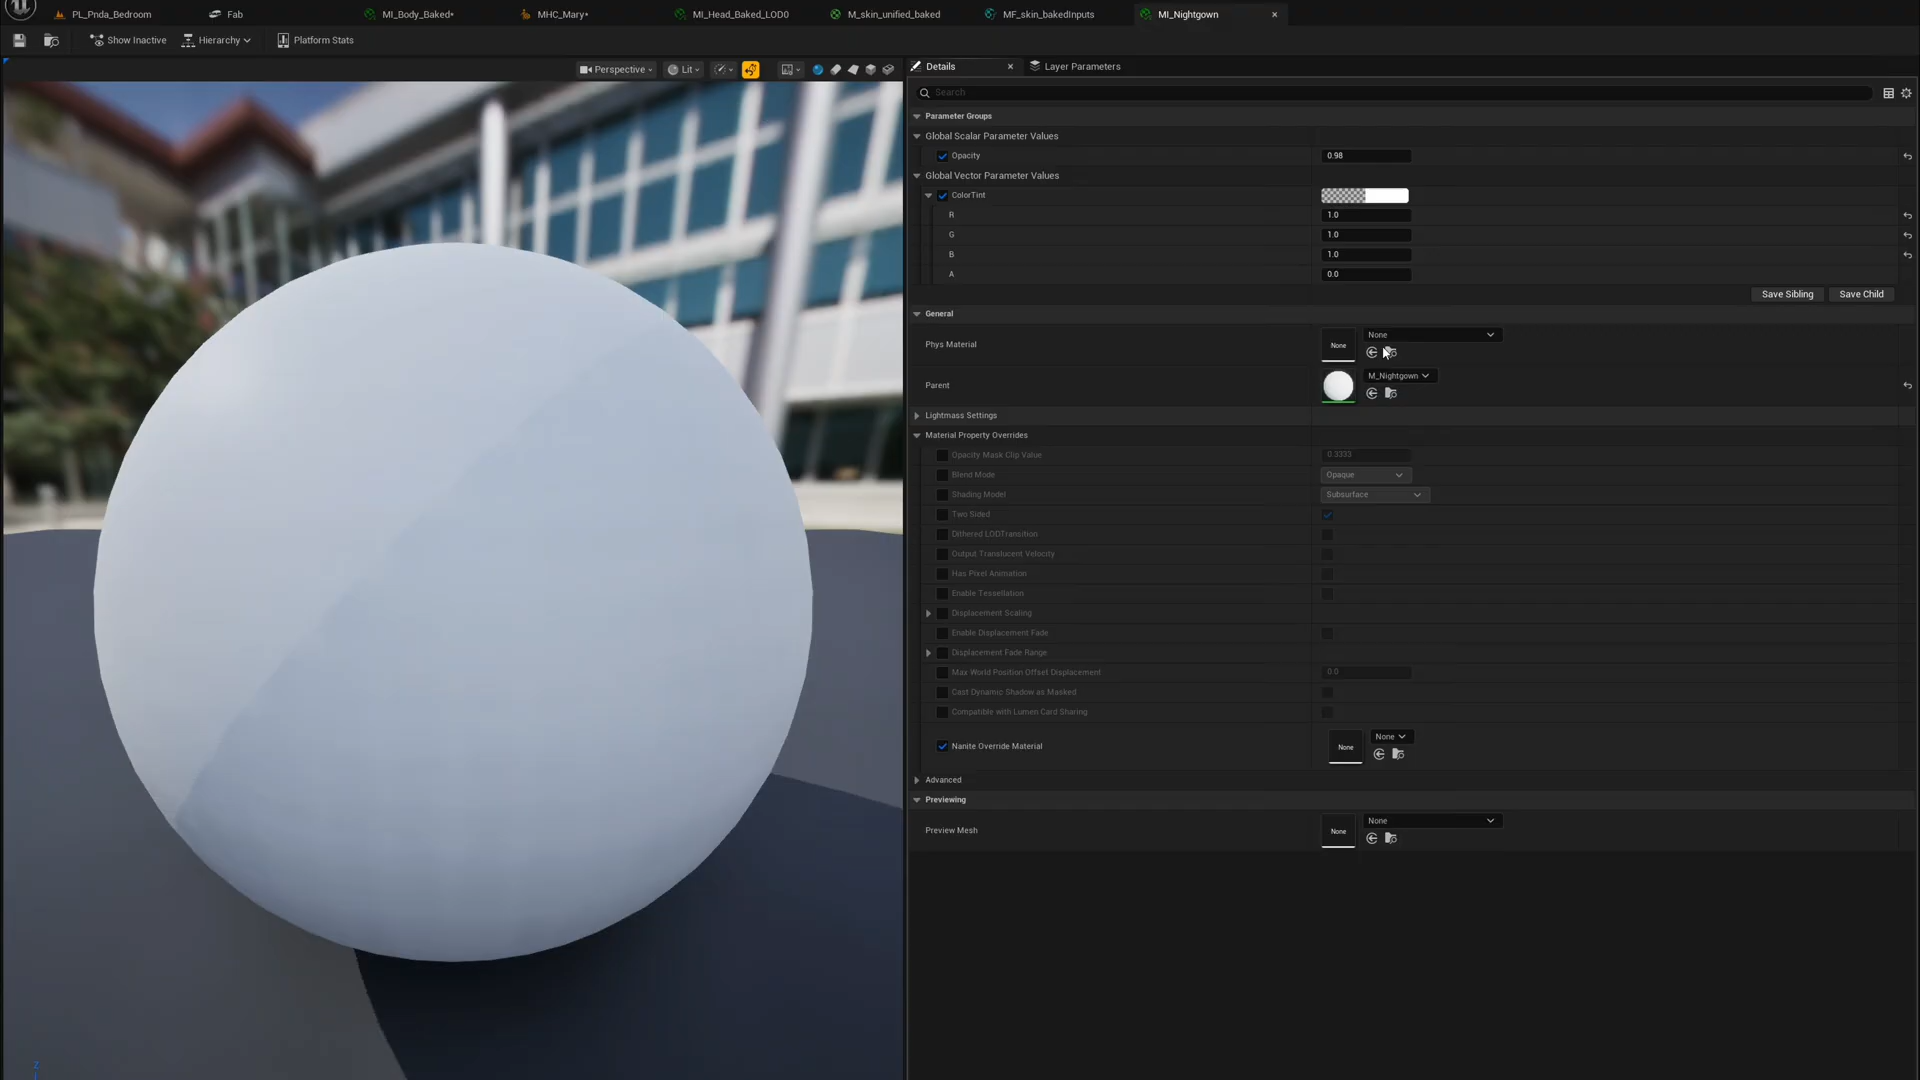 PL_Pnda_Bedroom
Fab
MI_Body_Baked*
MHC_Mary*
MI_Head_Baked_LOD0
M_skin_unified_baked
MF_skin_bakedInputs
MI_Nightgown
Show Inactive
Hierarchy
Platform Stats
Perspective
Lit
Details
Layer Parameters
Search
Parameter Groups
Global Scalar Parameter Values
Opacity
0.98
Global Vector Parameter Values
ColorTint
R
1.0
G
1.0
B
1.0
A
0.0
Save Sibling
Save Child
General
Phys Material
None
None
Parent
M_Nightgown
Lightmass Settings
Material Property Overrides
Opacity Mask Clip Value
0.3333
Blend Mode
Opaque
Shading Model
Subsurface
Two Sided
Dithered LODTransition
Output Translucent Velocity
Has Pixel Animation
Enable Tessellation
Displacement Scaling
Enable Displacement Fade
Displacement Fade Range
Max World Position Offset Displacement
0.0
Cast Dynamic Shadow as Masked
Compatible with Lumen Card Sharing
Nanite Override Material
None
None
Advanced
Previewing
Preview Mesh
None
None
Z